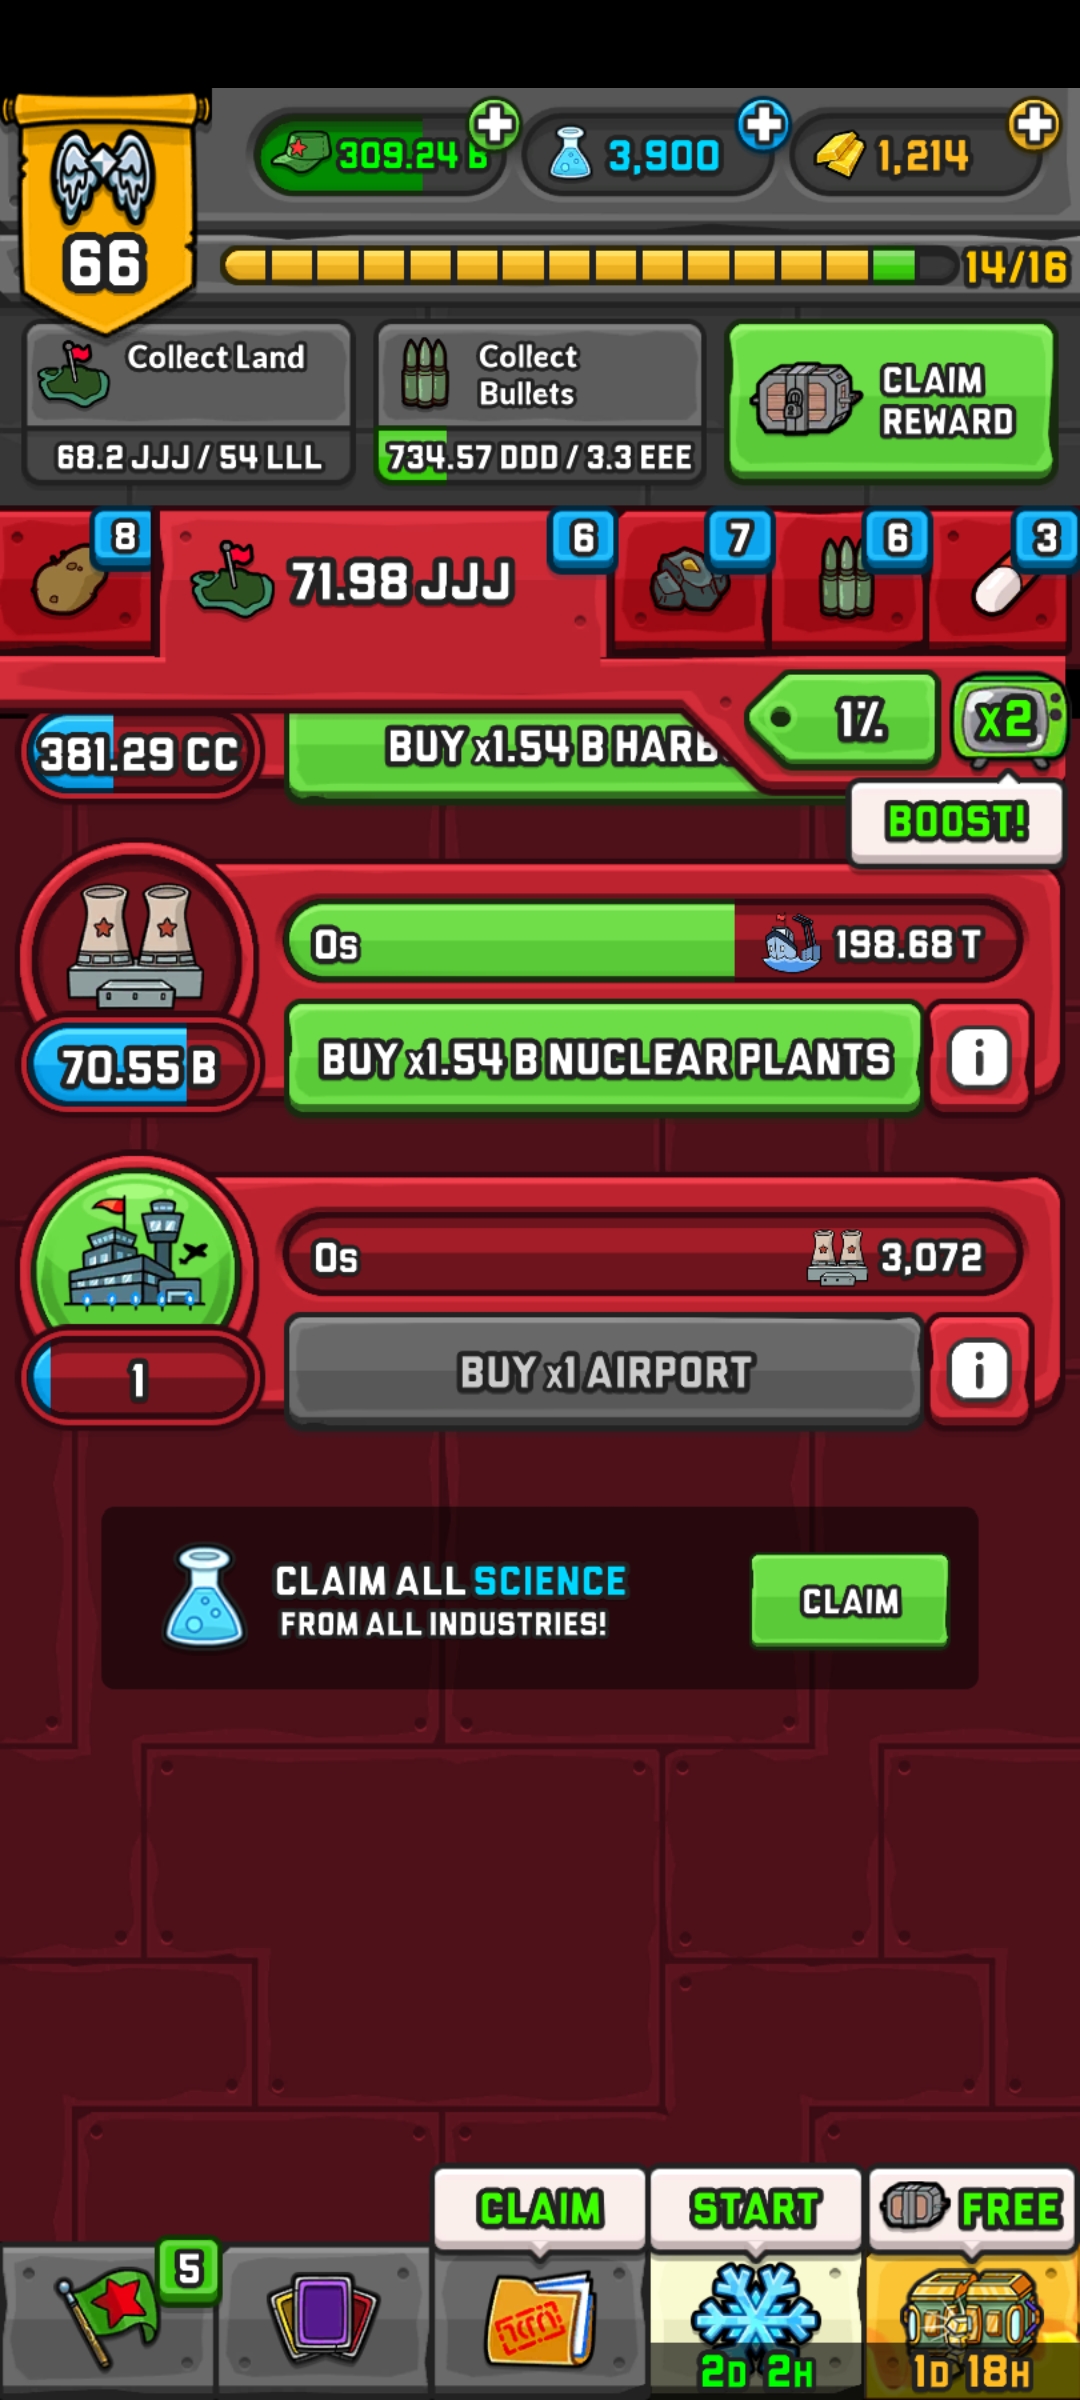 309.24 B
3,900
1,214
66
14/16
Collect Land
68.2 JJJ / 54 LLL
Collect
Bullets
734.57 DDD / 3.3 EEE
CLAIM
REWARD
8
71.98 JJJ
6
7
6
3
1%
x2
BOOST!
381.29 CC
BUY x1.54 B HARB
0s
198.68 T
70.55 B
BUY x1.54 B NUCLEAR PLANTS
i
0s
3,072
1
BUY x1 AIRPORT
i
CLAIM ALL SCIENCE
FROM ALL INDUSTRIES!
CLAIM
CLAIM
START
FREE
5
2D 2H
1D 18H